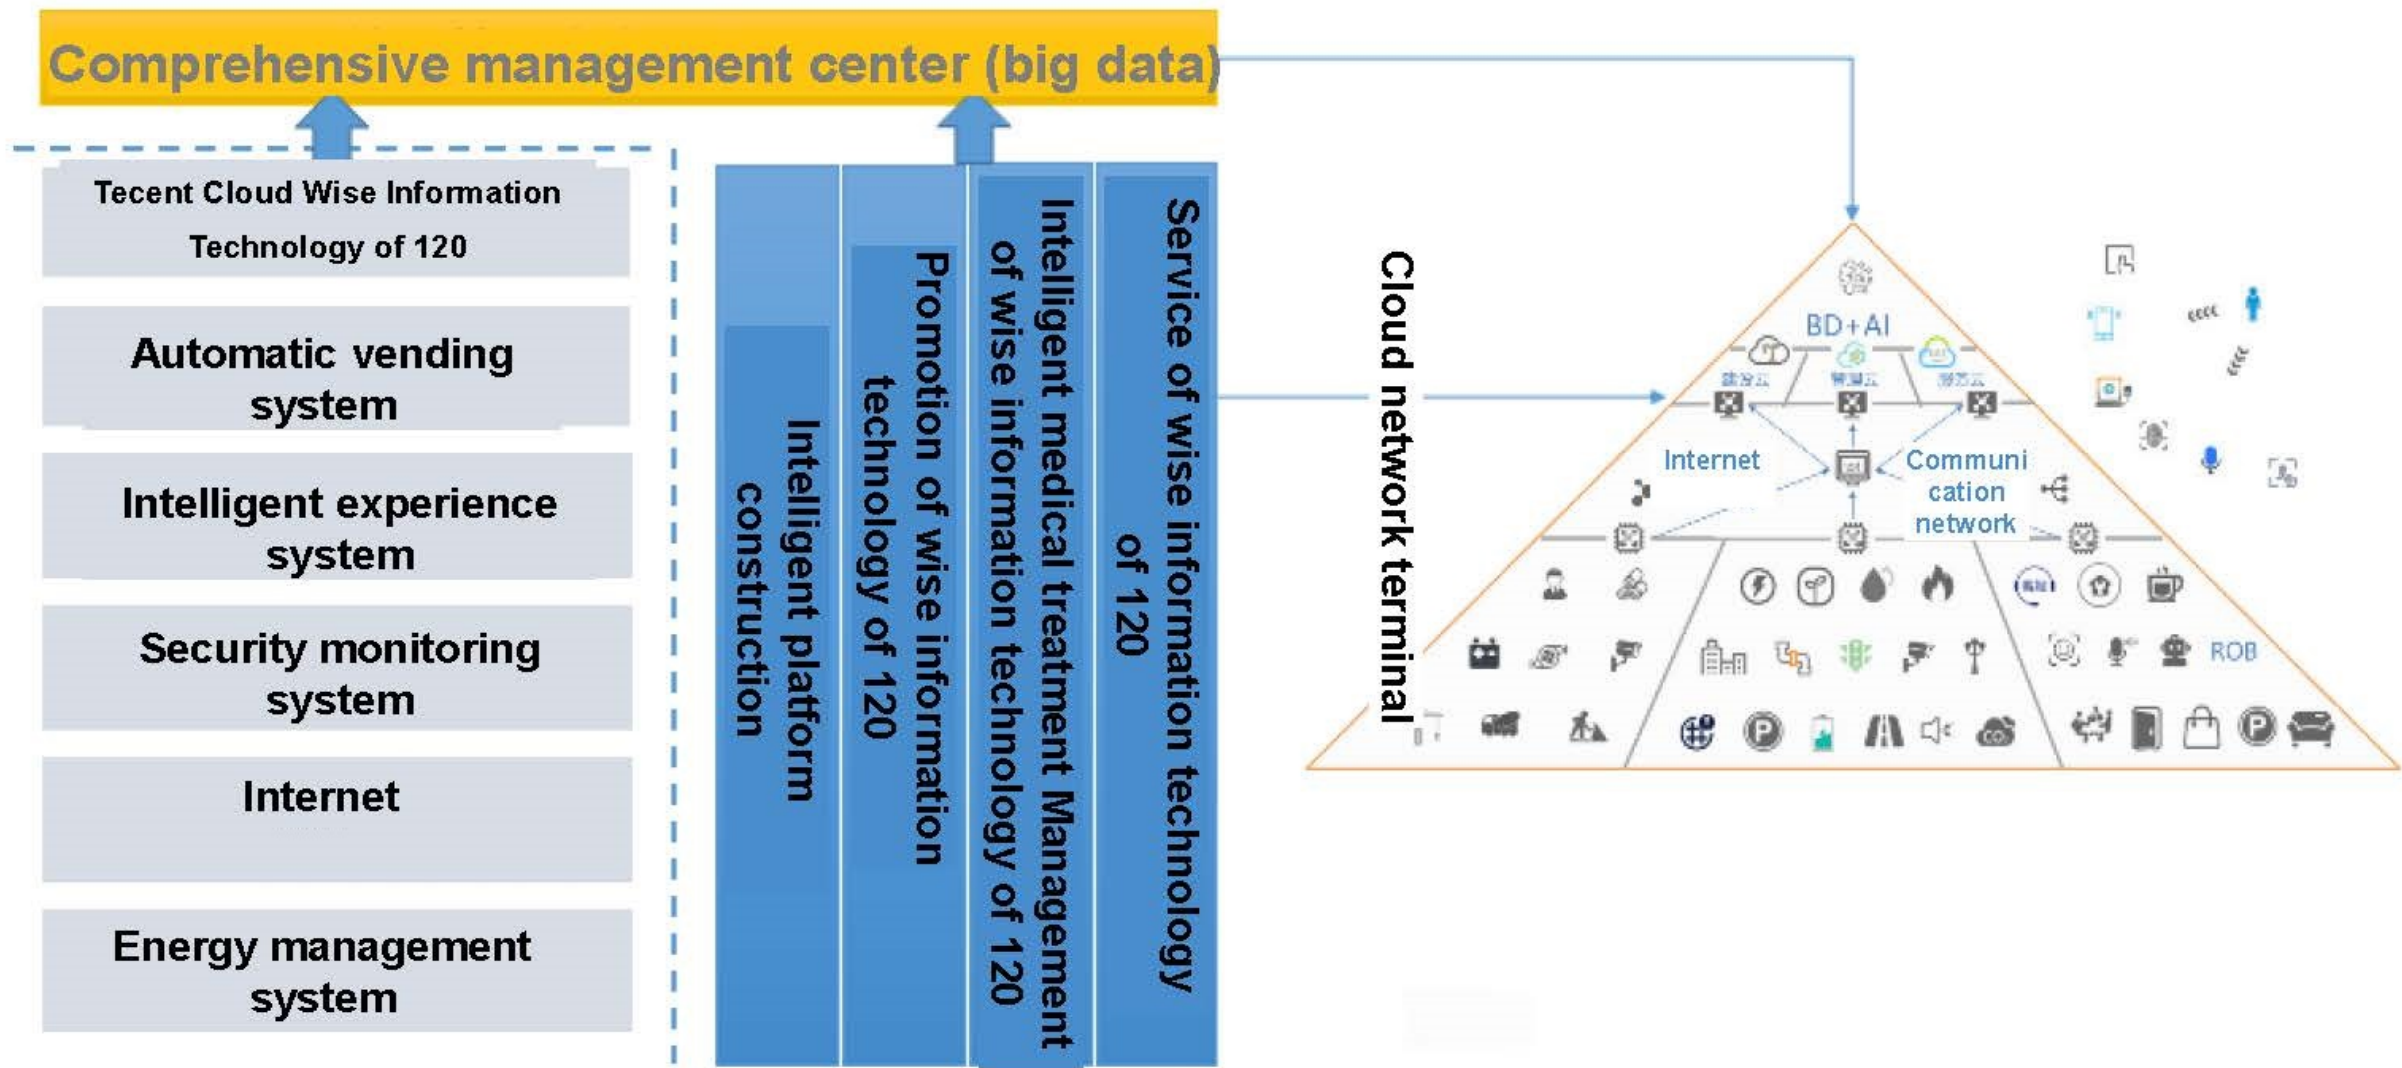 Comprehensive management center (big data)
Tecent Cloud Wise Information
Technology of 120
Automatic vending
system
Intelligent experience
system
Security monitoring
system
Internet
Energy management
system
Intelligent platform
construction
Promotion of wise information
technology of 120
Intelligent medical treatment Management
of wise information technology of 120
Service of wise information technology
of 120
Cloud network terminal
BD+AI
Internet
Communi
cation
network
ROB